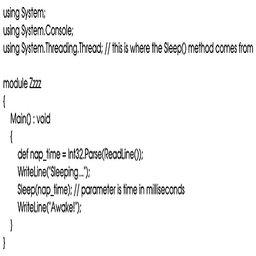 using System;
using System.Console;
using System.Threading.Thread; // this is where the Sleep() method comes from
module Zzzz
{
Main() : void
{
def nap_time = Int32.Parse(ReadLine());
WriteLine("Sleeping...");
Sleep(nap_time); // parameter is time in milliseconds
WriteLine("Awake!");
}
}